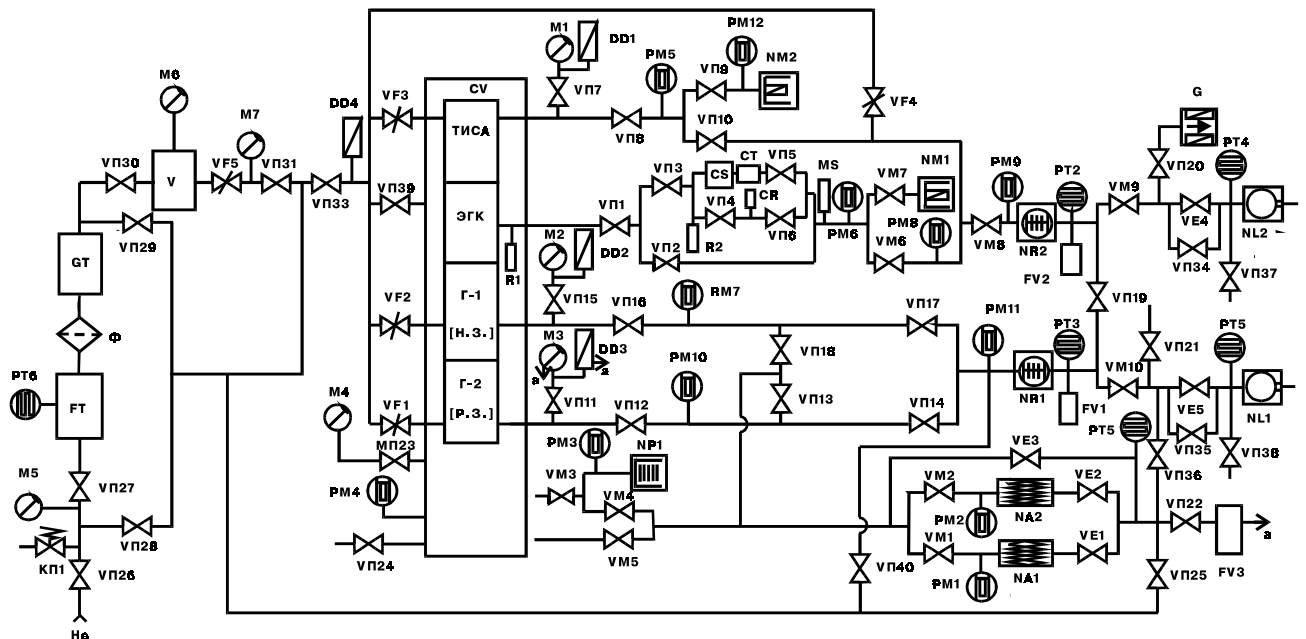 M1
DD1
PM12
PM5
VП9
NM2
M6
CV
VП7
G
VF3
DD4
VF4
M7
VП10
VП8
ТИСА
PT4
VП30
VF5
VП31
VП3
CT
VП5
MS
NM1
PM9
PT2
VП20
V
CS
VM7
VM9
VП33
VП39
CR
VП4
ЭГК
VП1
VE4
NL2
VП29
M2
VП2
VП6
PM6
PM8
VM6
VM8
NR2
GT
DD2
R1
R2
FV2
VП34
VП37
Г-1
VП15
VП16
RM7
VП17
VП19
VF2
[Н.З.]
PM11
PT3
PT5
Ф
M3
DD3
VП18
VП21
PM10
a
a
VM10
PT6
Г-2
FT
NR1
VE5
NL1
M4
VF1
[Р.З.]
VП11
VП12
VП13
VП14
FV1
PT5
МП23
PM3
NP1
VE3
VП35
VП38
M5
PM4
VM3
VM4
VM2
VE2
VП36
VП27
VП22
PM2
NA2
VП28
VM1
VE1
a
КП1
VП26
VП24
VM5
VП40
PM1
NA1
VП25
FV3
He